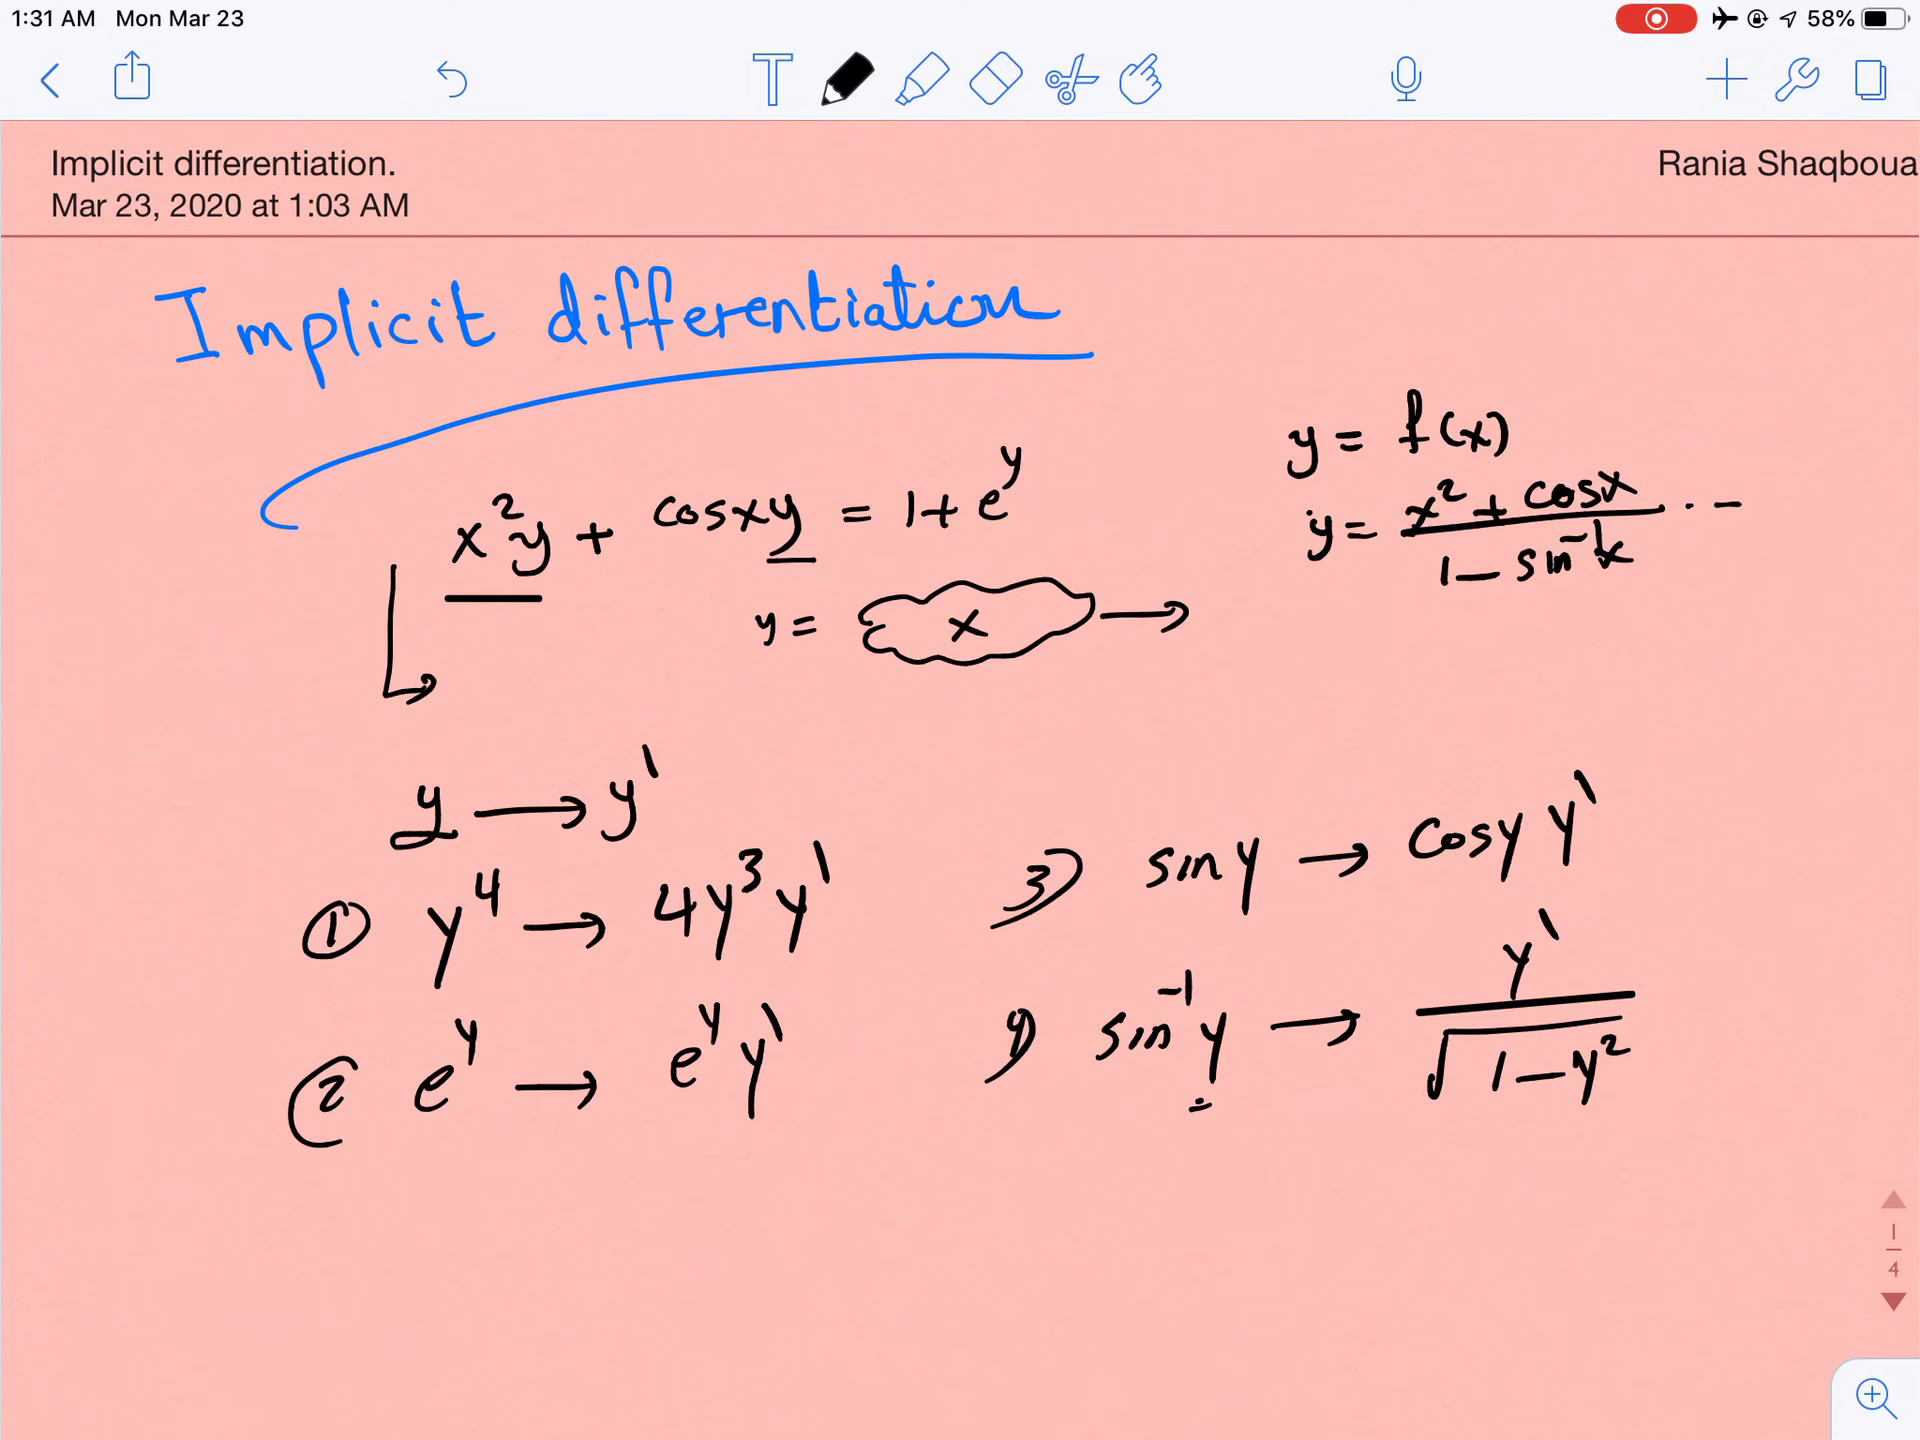 1:31 AM Mon Mar 23
58%
T
Implicit differentiation.
Rania Shaqboua
Mar 23, 2020 at 1:03 AM
Implicit differentiation
x²y + cosxy = 1 + e^y
y = x
y = f(x)
y = (x² + cosx) / (1 − sin⁻¹x) ...
y → y'
① y⁴ → 4y³y'
② e^y → e^y y'
3) sin y → cosy y'
4) sin⁻¹ y → y' / √(1 − y²)
1
4